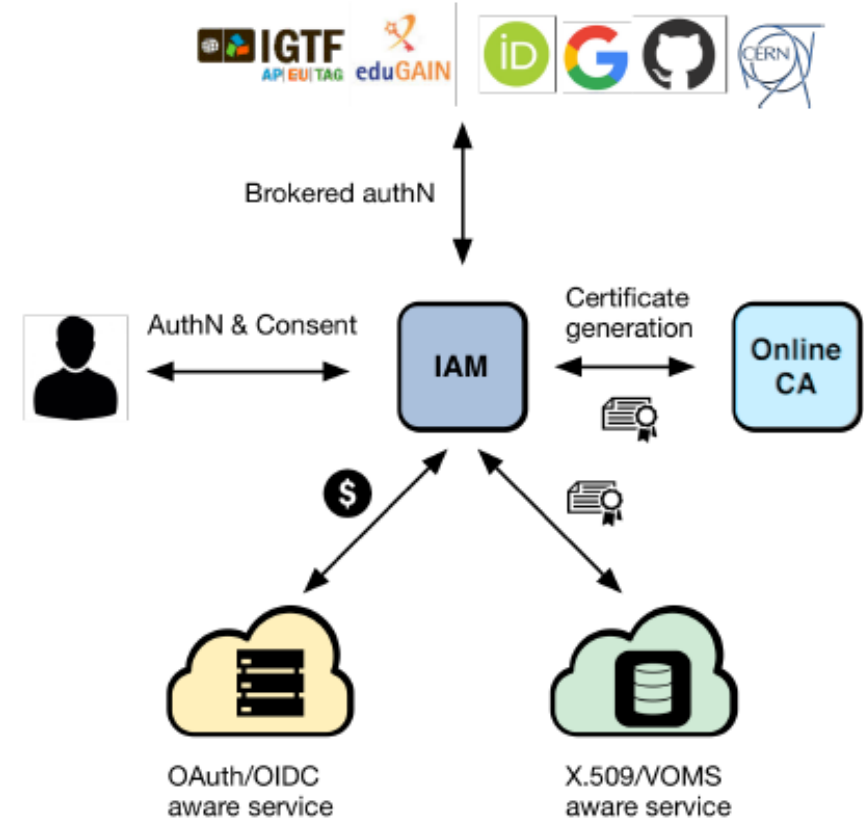 IGTF
AP|EU|TAG
eduGAIN
iD
G
CERN
Brokered authN
AuthN & Consent
IAM
Certificate
generation
Online
CA
$
OAuth/OIDC
aware service
X.509/VOMS
aware service